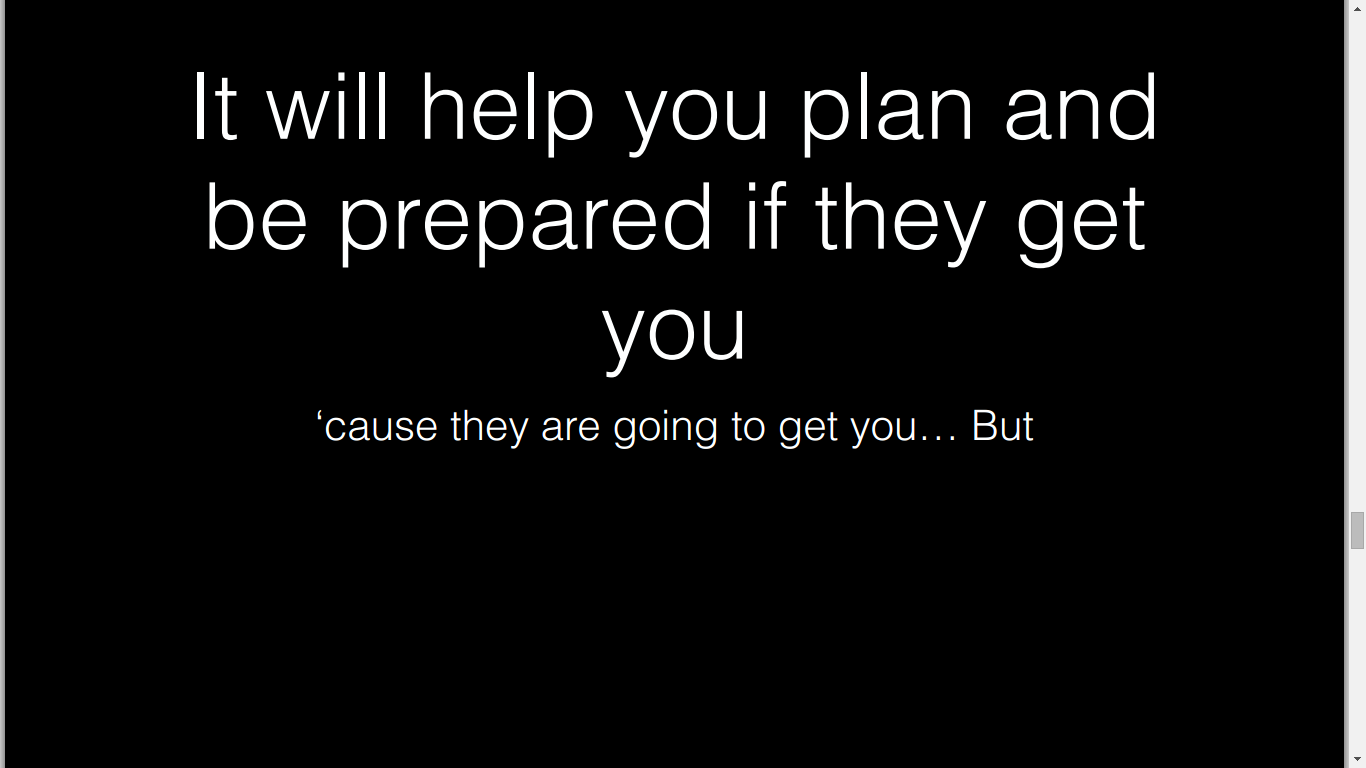 It will help you plan and
be prepared if they get
you
‘cause they are going to get you… But